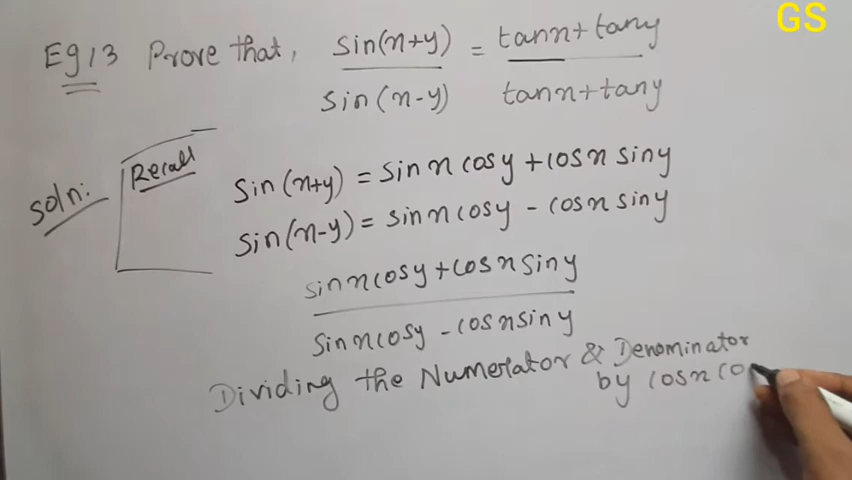 GS
Eg 13 Prove that, sin(x+y) / sin(x-y) = tanx + tany / tanx + tany
Soln:
Recall
sin(x+y) = sinx cosy + cosx siny
sin(x-y) = sinx cosy - cosx siny
sinx cosy + cosx siny
sinx cosy - cosx siny
Dividing the Numerator & Denominator
by cosx co